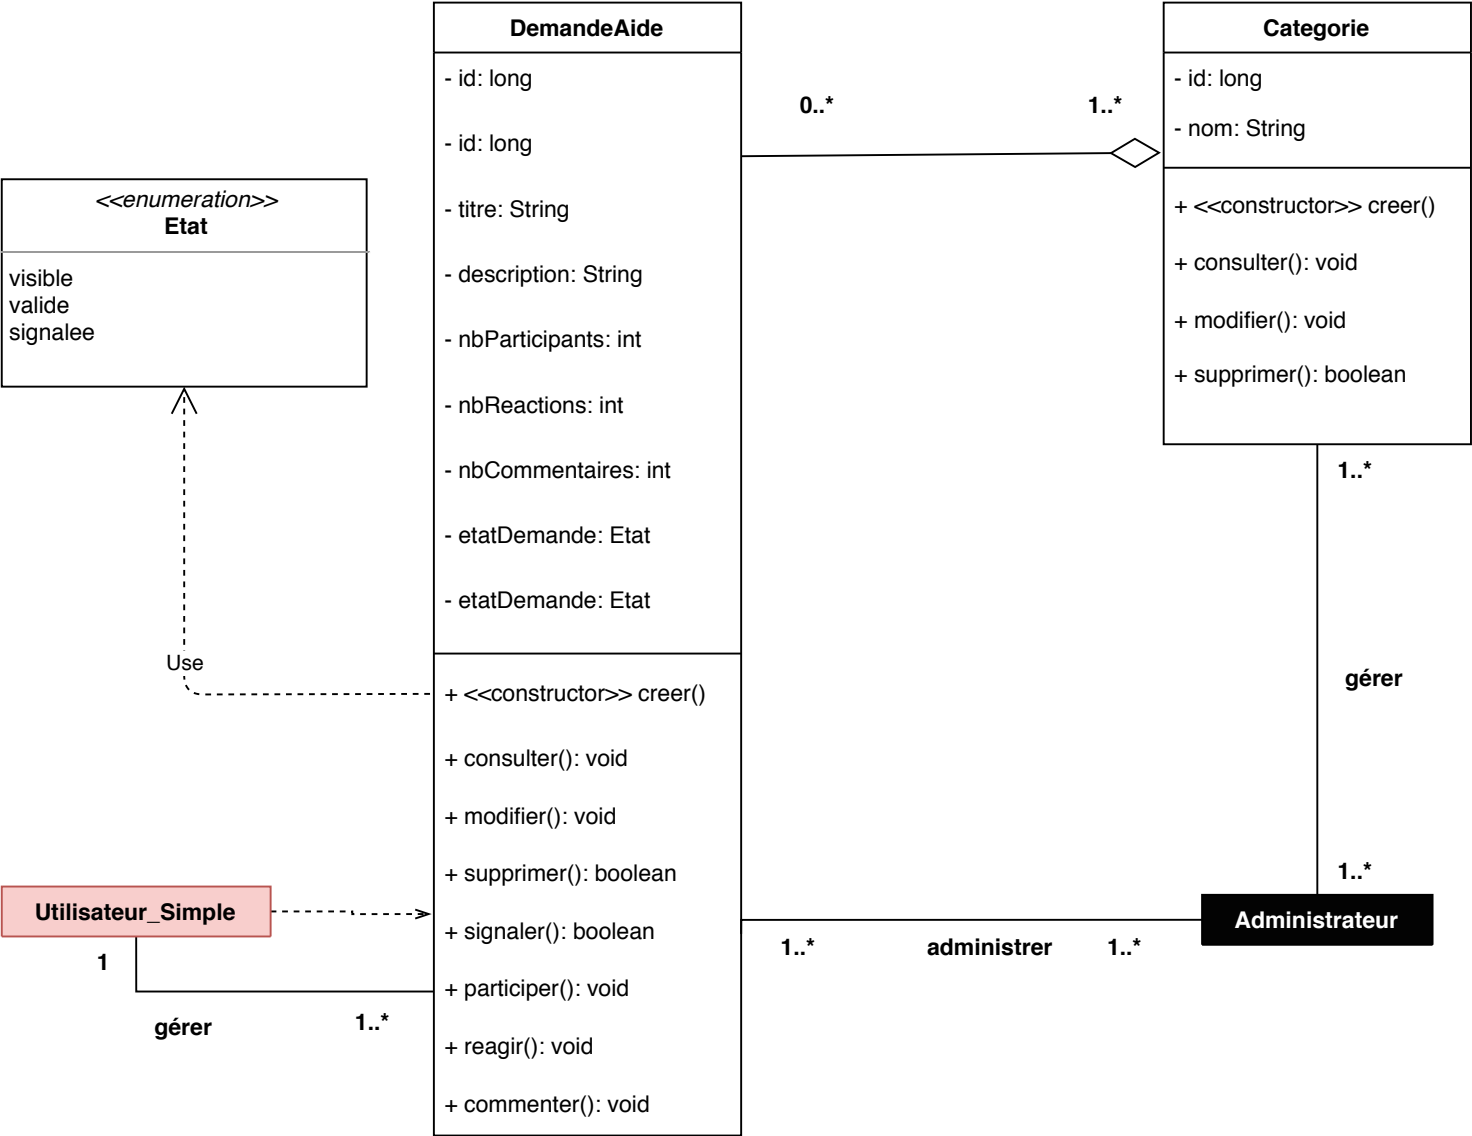 DemandeAide
- id: long
- id: long
- titre: String
- description: String
- nbParticipants: int
- nbReactions: int
- nbCommentaires: int
- etatDemande: Etat
- etatDemande: Etat
+ <<constructor>> creer()
+ consulter(): void
+ modifier(): void
+ supprimer(): boolean
+ signaler(): boolean
+ participer(): void
+ reagir(): void
+ commenter(): void
0..*
1..*
Categorie
- id: long
- nom: String
+ <<constructor>> creer()
+ consulter(): void
+ modifier(): void
+ supprimer(): boolean
<<enumeration>>
Etat
visible
valide
signalee
Use
1..*
gérer
1..*
Utilisateur_Simple
1
gérer
1..*
1..*
administrer
1..*
Administrateur